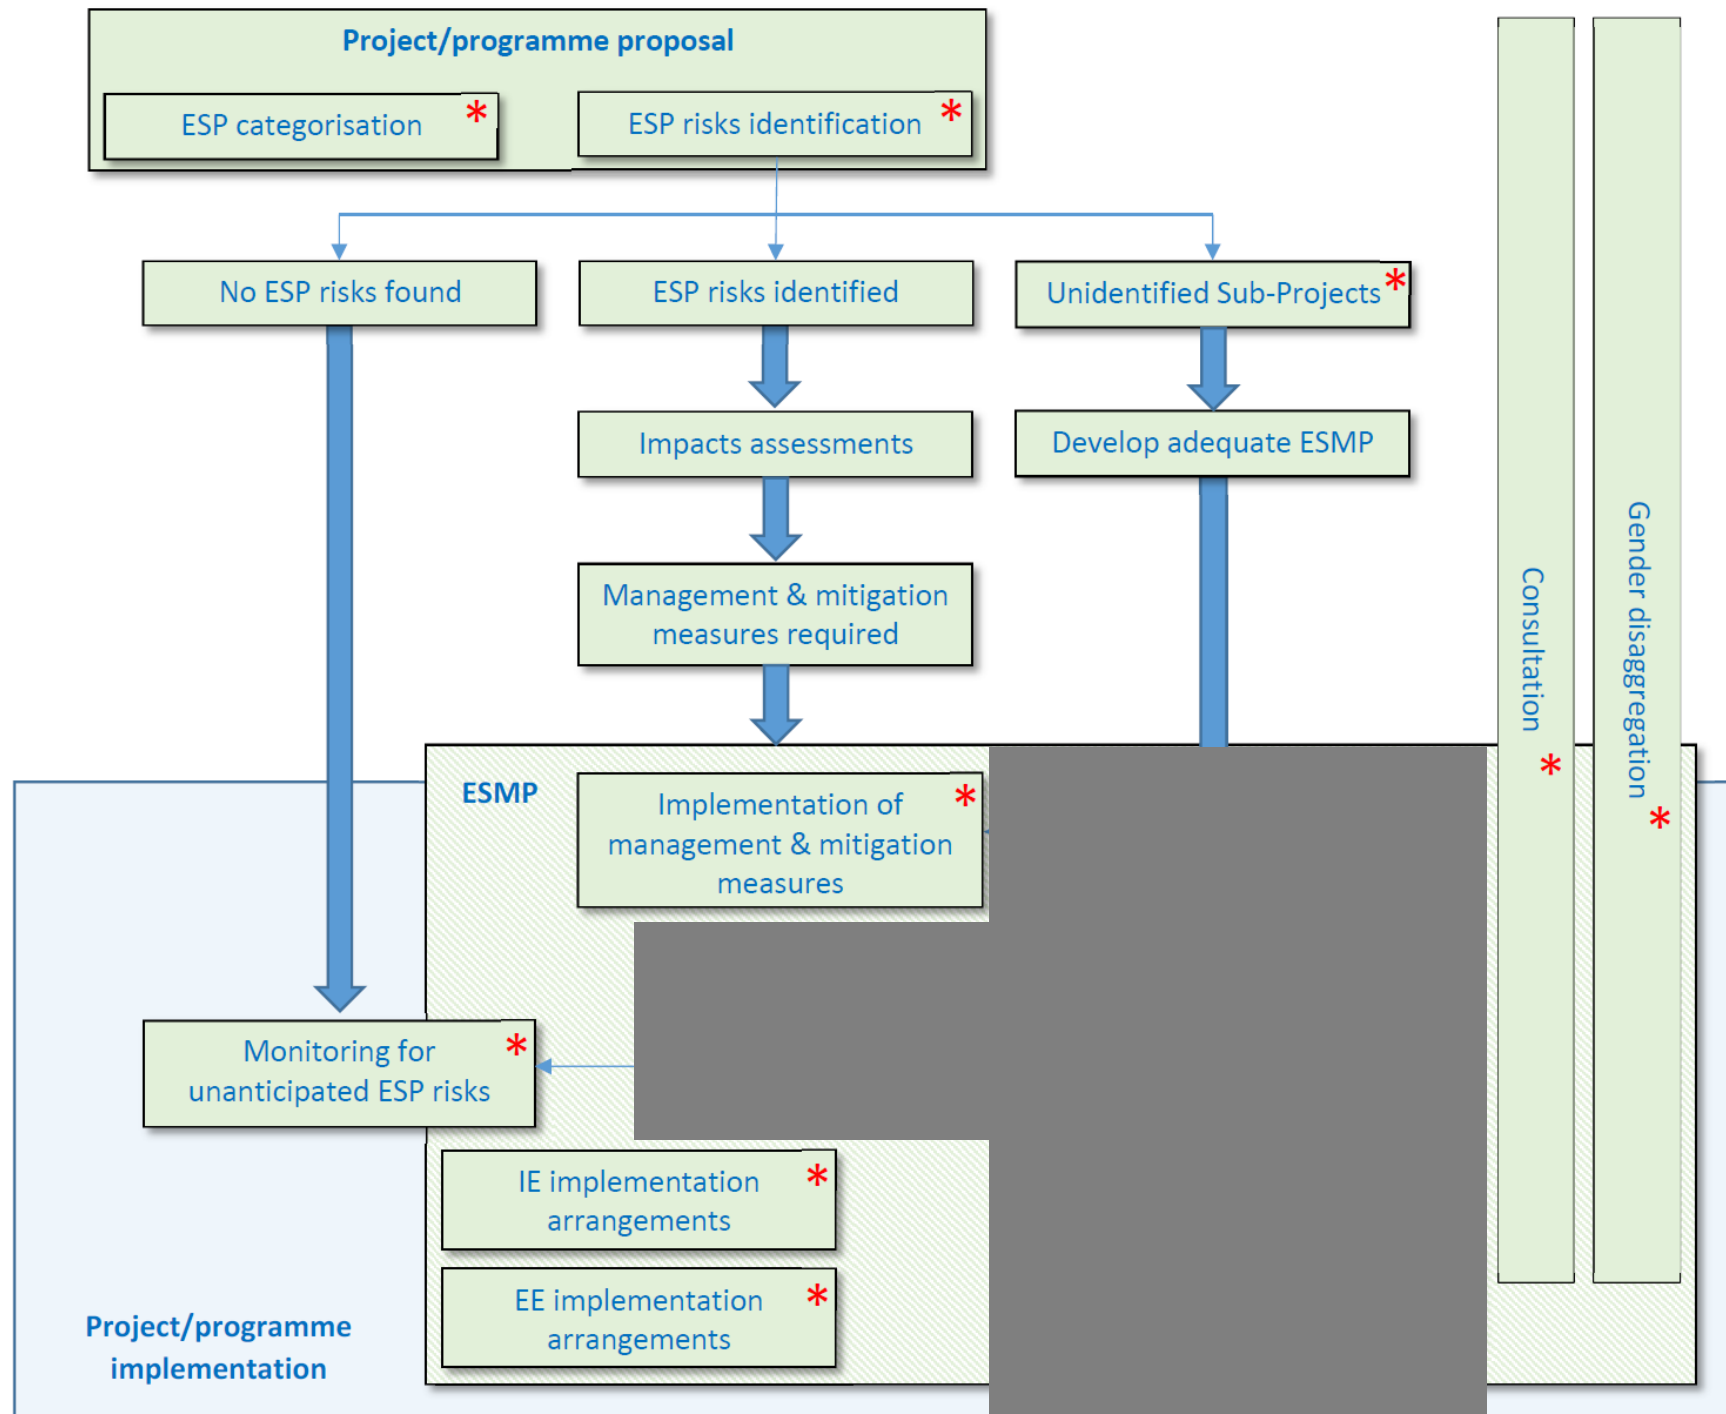 Project/programme proposal
ESP categorisation *
ESP risks identification *
No ESP risks found
ESP risks identified
Unidentified Sub-Projects *
Impacts assessments
Develop adequate ESMP
Management & mitigation
measures required
Consultation *
Gender disaggregation *
ESMP
Implementation of *
management & mitigation
measures
Monitoring for *
unanticipated ESP risks
IE implementation *
arrangements
EE implementation *
arrangements
Project/programme
implementation